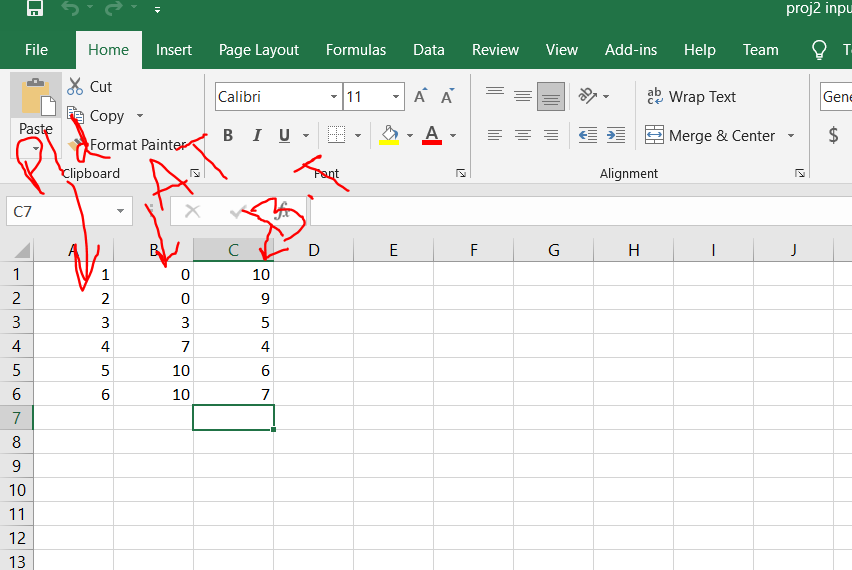 proj2 inpu
File Home Insert Page Layout Formulas Data Review View Add-ins Help Team
Cut
Copy
Format Painter
Paste
Calibri 11 A A
B I U A
ab c Wrap Text
Merge & Center
$
Clipboard Font Alignment
AT
C7 fx
A B C D E F G H I J
1 1 0 10
2 2 0 9
3 3 3 5
4 4 7 4
5 5 10 6
6 6 10 7
7
8
9
10
11
12
13